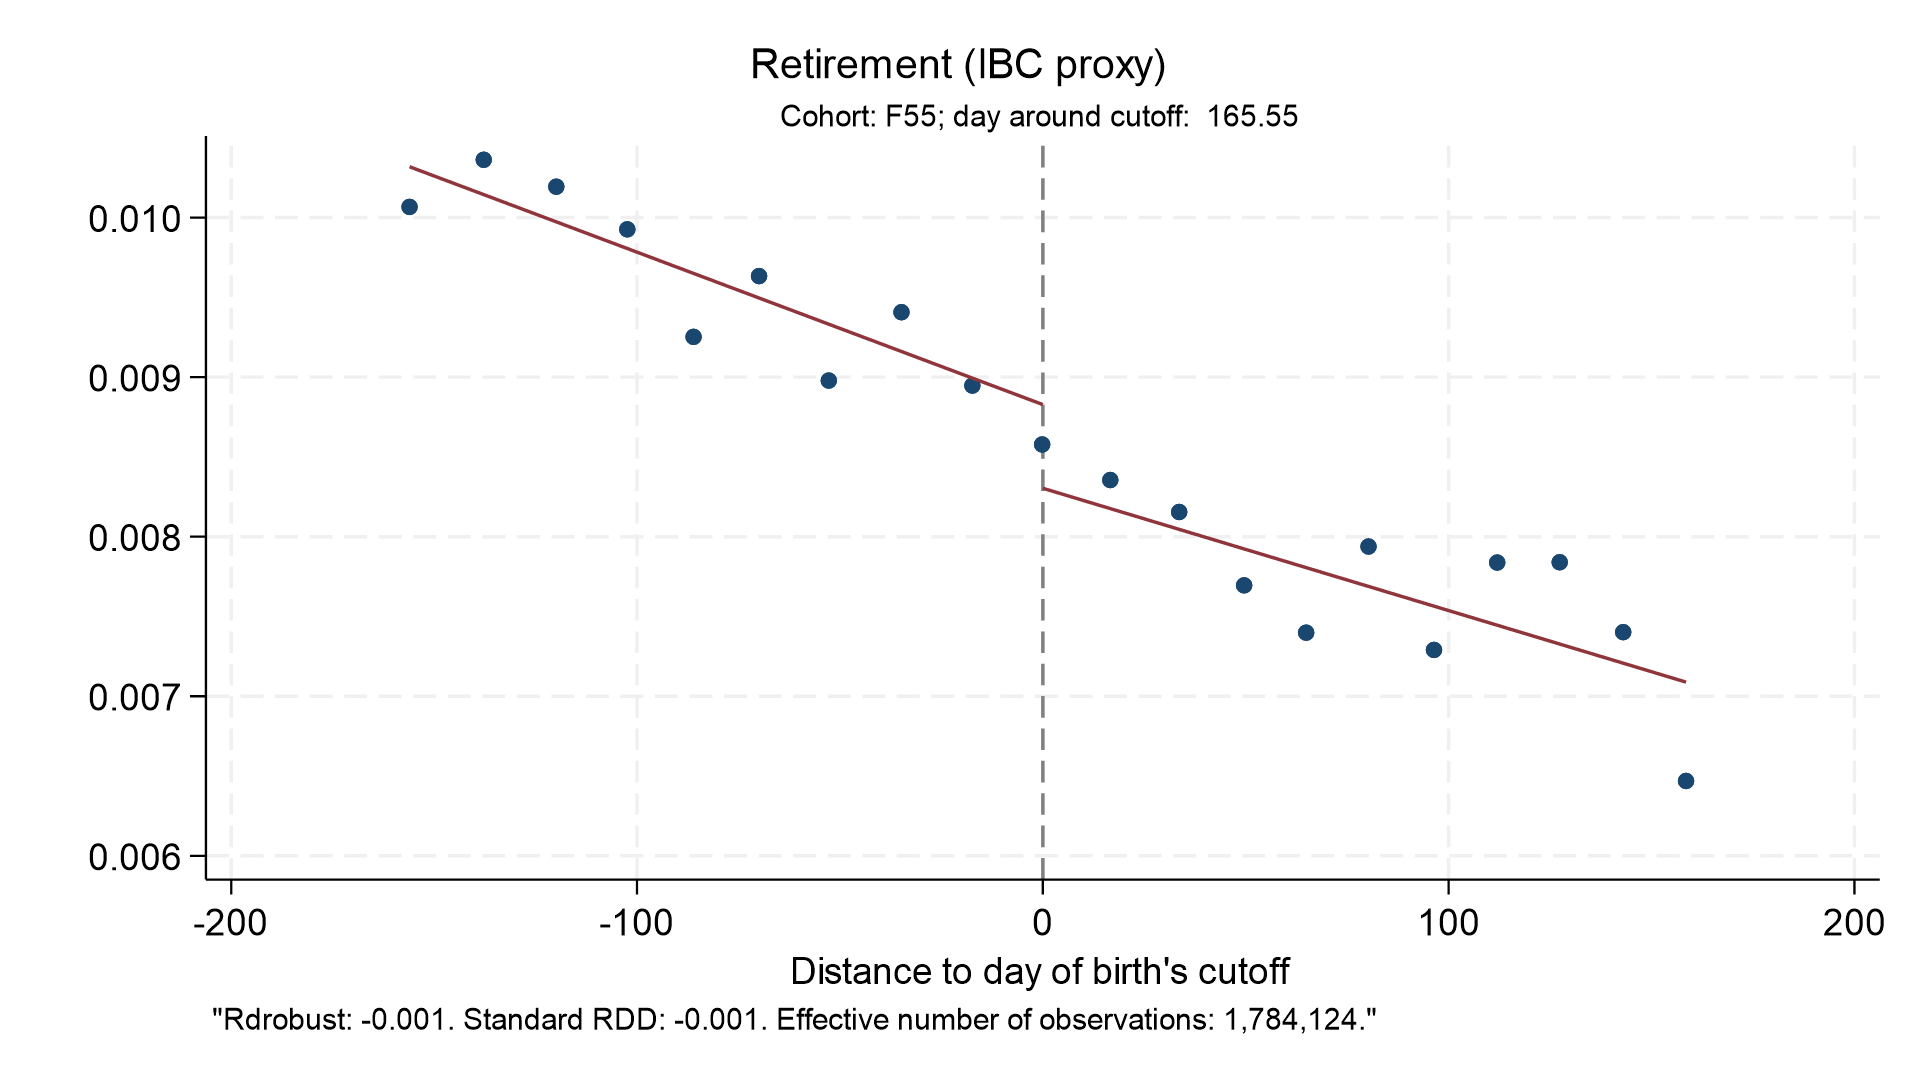 Retirement (IBC proxy)
Cohort: F55; day around cutoff:  165.55
0.010
0.009
0.008
0.007
0.006
-200 -100 0 100 200
Distance to day of birth's cutoff
"Rdrobust: -0.001. Standard RDD: -0.001. Effective number of observations: 1,784,124."